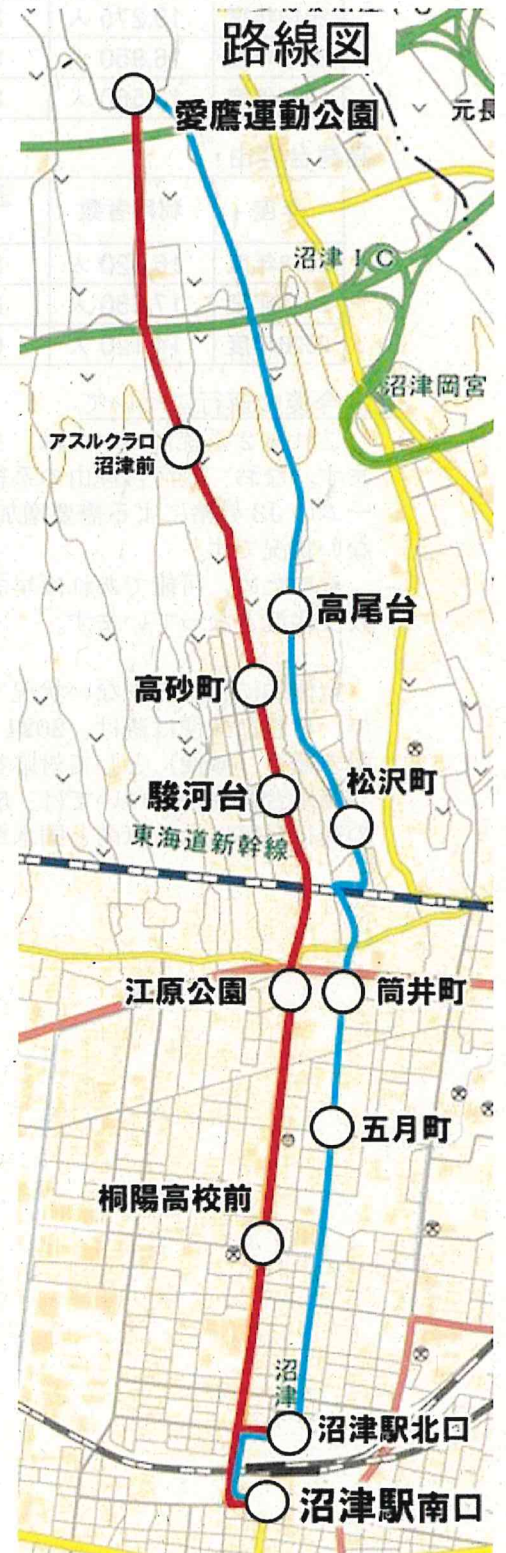 路線図
愛鷹運動公園
元長
沼津IC
沼津岡宮
アスルクラロ
沼津前
高尾台
高砂町
松沢町
駿河台
東海道新幹線
江原公園
筒井町
五月町
桐陽高校前
沼津
沼津駅北口
沼津駅南口